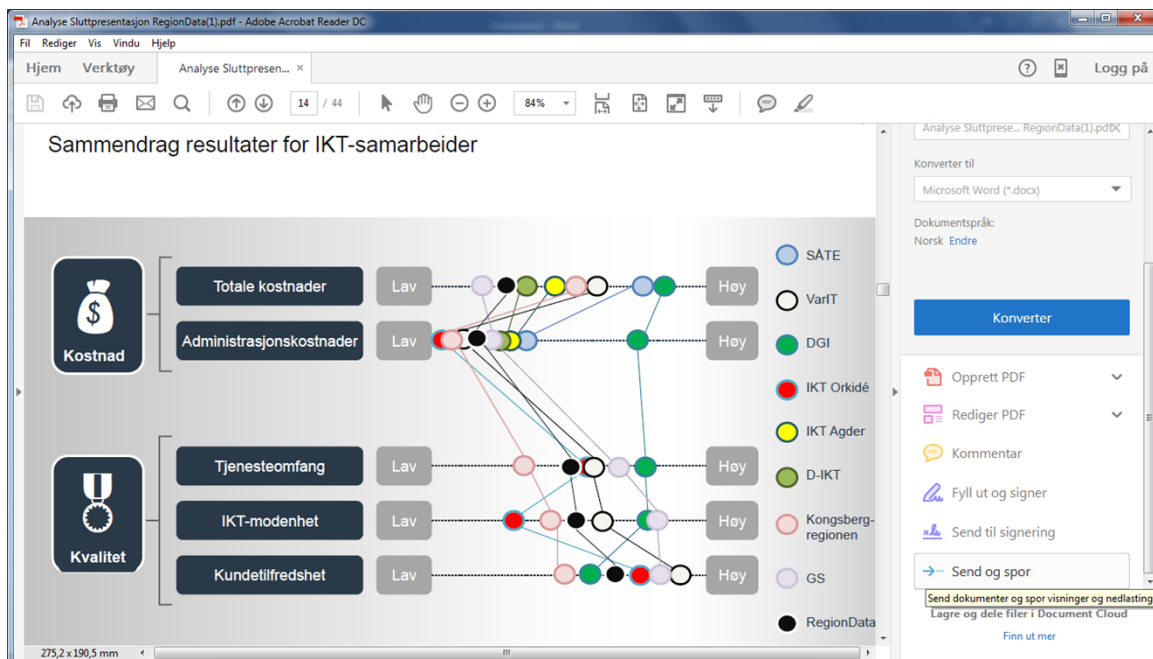 Analyse Sluttpresentasjon RegionData(1).pdf - Adobe Acrobat Reader DC
Fil Rediger Vis Vindu Hjelp
Hjem Verktøy Analyse Sluttpresen... × Logg på
14 / 44 84%
Sammendrag resultater for IKT-samarbeider
Kostnad
Totale kostnader Lav Høy
Administrasjonskostnader Lav Høy
Kvalitet
Tjenesteomfang Lav Høy
IKT-modenhet Lav Høy
Kundetilfredshet Lav Høy
SÅTE
VarIT
DGI
IKT Orkidé
IKT Agder
D-IKT
Kongsberg-
regionen
GS
RegionData
275,2 x 190,5 mm
Analyse Sluttprese... RegionData(1).pdf
Konverter til
Microsoft Word (*.docx)
Dokumentspråk:
Norsk Endre
Konverter
Opprett PDF
Rediger PDF
Kommentar
Fyll ut og signer
Send til signering
Send og spor
Send dokumenter og spor visninger og nedlasting
Lagre og dele filer i Document Cloud
Finn ut mer